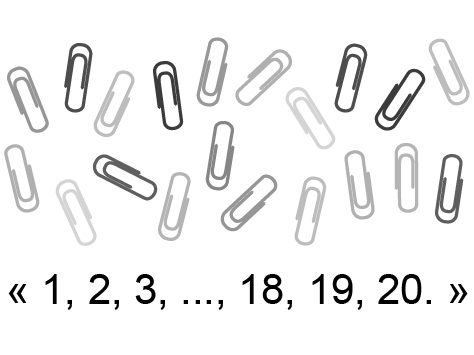 « 1, 2, 3, ..., 18, 19, 20. »